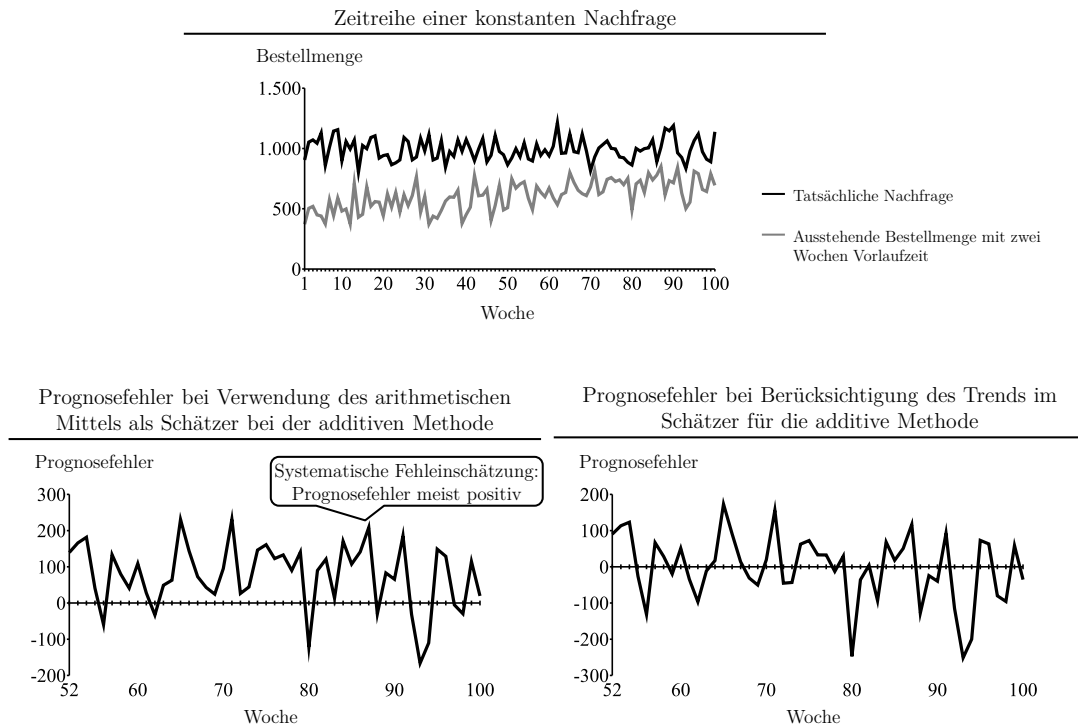 Zeitreihe einer konstanten Nachfrage
Bestellmenge
1.500
1.000
500
0
1 10 20 30 40 50 60 70 80 90 100
Woche
Tatsächliche Nachfrage
Ausstehende Bestellmenge mit zwei
Wochen Vorlaufzeit
Prognosefehler bei Verwendung des arithmetischen
Mittels als Schätzer bei der additiven Methode
Prognosefehler
Systematische Fehleinschätzung:
Prognosefehler meist positiv
300
200
100
0
-100
-200
52 60 70 80 90 100
Woche
Prognosefehler bei Berücksichtigung des Trends im
Schätzer für die additive Methode
Prognosefehler
200
100
0
-100
-200
-300
52 60 70 80 90 100
Woche